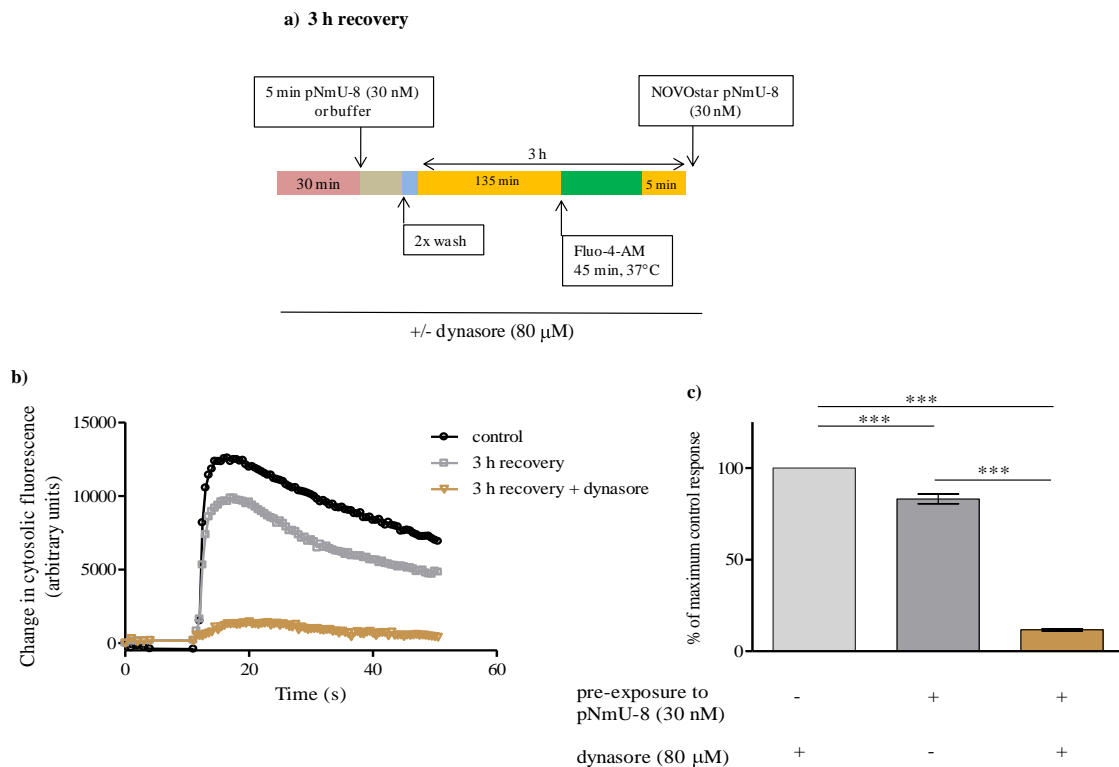 a) 3 h recovery
5 min pNmU-8 (30 nM)
or buffer
NOVOstar pNmU-8
(30 nM)
3 h
30 min
135 min
5 min
2x wash
Fluo-4-AM
45 min, 37°C
+/- dynasore (80 μM)
b)
Change in cytosolic fluorescence
(arbitrary units)
15000
10000
5000
0
0
20
40
60
Time (s)
control
3 h recovery
3 h recovery + dynasore
c)
% of maximum control response
100
50
0
***
***
***
pre-exposure to
pNmU-8 (30 nM)
- + +
dynasore (80 μM)
+ - +